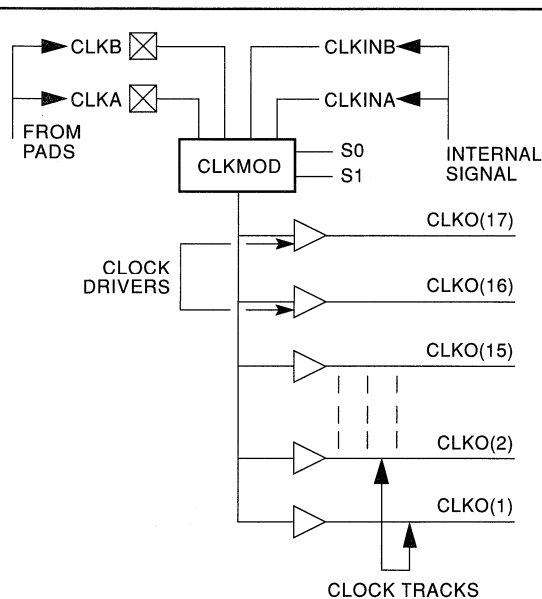 CLKB
CLKINB
CLKA
CLKINA
FROM
PADS
CLKMOD
S0
S1
INTERNAL
SIGNAL
CLKO(17)
CLOCK
DRIVERS
CLKO(16)
CLKO(15)
CLKO(2)
CLKO(1)
CLOCK TRACKS